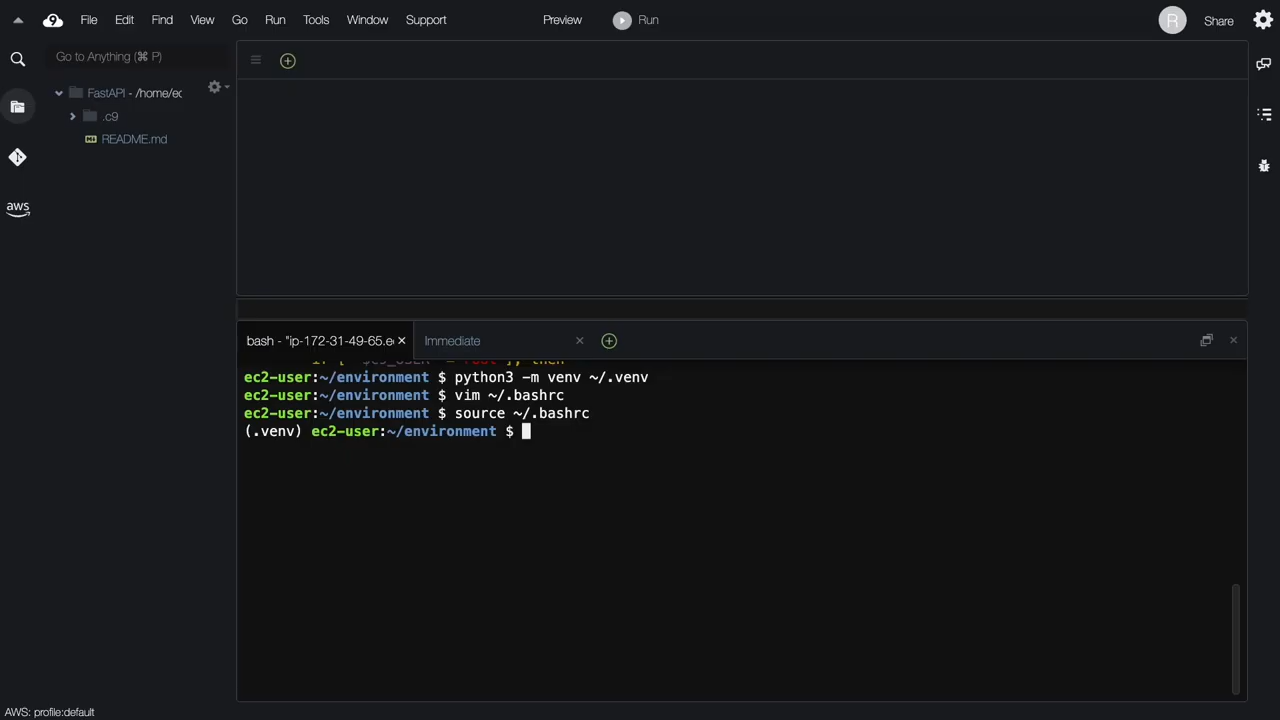 9 File Edit Find View Go Run Tools Window Support Preview Run R Share
Go to Anything (⌘ P)
FastAPI - /home/ec
.c9
README.md
aws
bash - "ip-172-31-49-65.e Immediate
ec2-user:~/environment $ python3 -m venv ~/.venv
ec2-user:~/environment $ vim ~/.bashrc
ec2-user:~/environment $ source ~/.bashrc
(.venv) ec2-user:~/environment $
AWS: profile:default